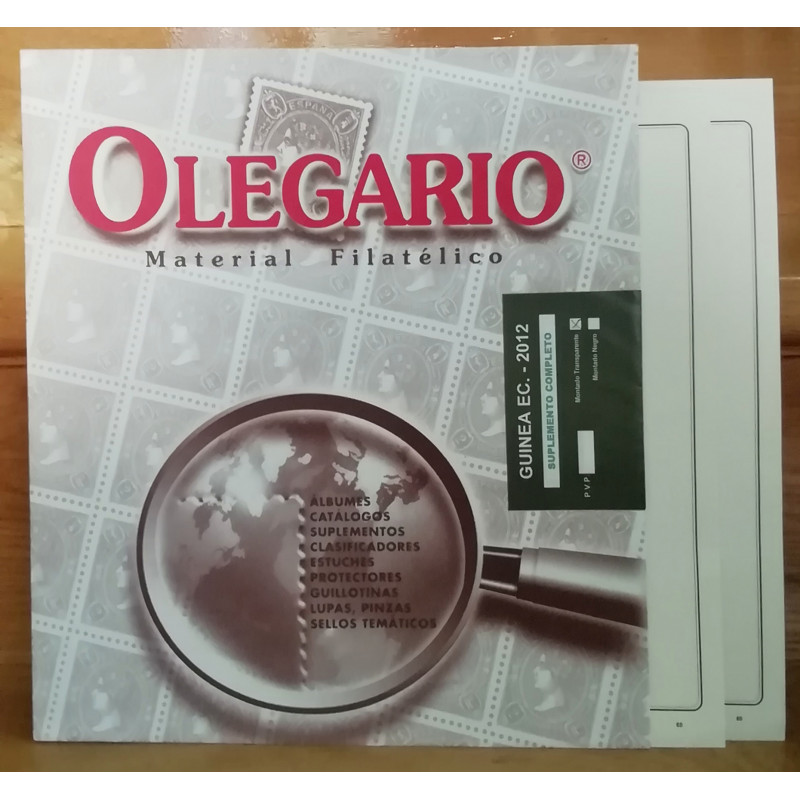 ESPAÑA
OLEGARIO®
Material Filatélico
GUINEA EC. - 2012
SUPLEMENTO COMPLETO
Montado Transparente
Montado Negro
P.V.P
ÁLBUMES
CATÁLOGOS
SUPLEMENTOS
CLASIFICADORES
ESTUCHES
PROTECTORES
GUILLOTINAS
LUPAS, PINZAS
SELLOS TEMÁTICOS